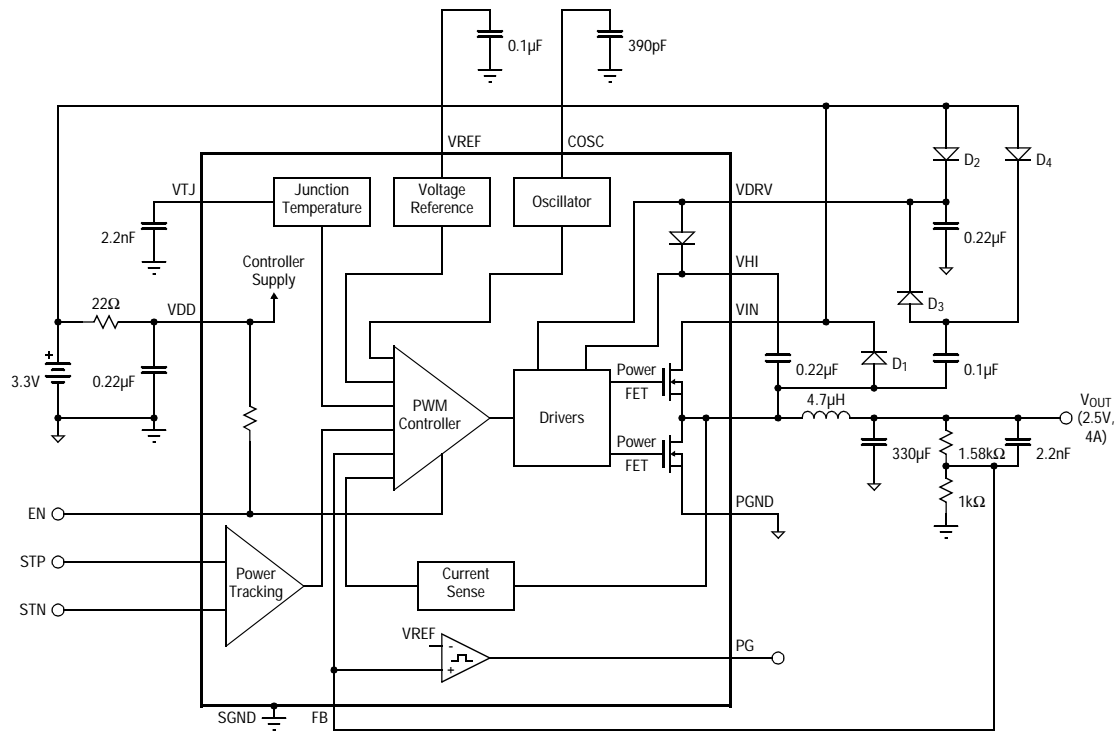 0.1µF
390pF
VREF
COSC
D2
D4
VTJ
Junction
Temperature
Voltage
Reference
Oscillator
VDRV
2.2nF
0.22µF
Controller
Supply
VHI
22Ω
VDD
D3
VIN
3.3V
0.22µF
0.22µF
D1
0.1µF
PWM
Controller
Drivers
Power
FET
4.7µH
VOUT
(2.5V,
4A)
Power
FET
330µF
1.58kΩ
2.2nF
1kΩ
PGND
EN
STP
Power
Tracking
Current
Sense
STN
VREF
-
+
PG
SGND
FB
+